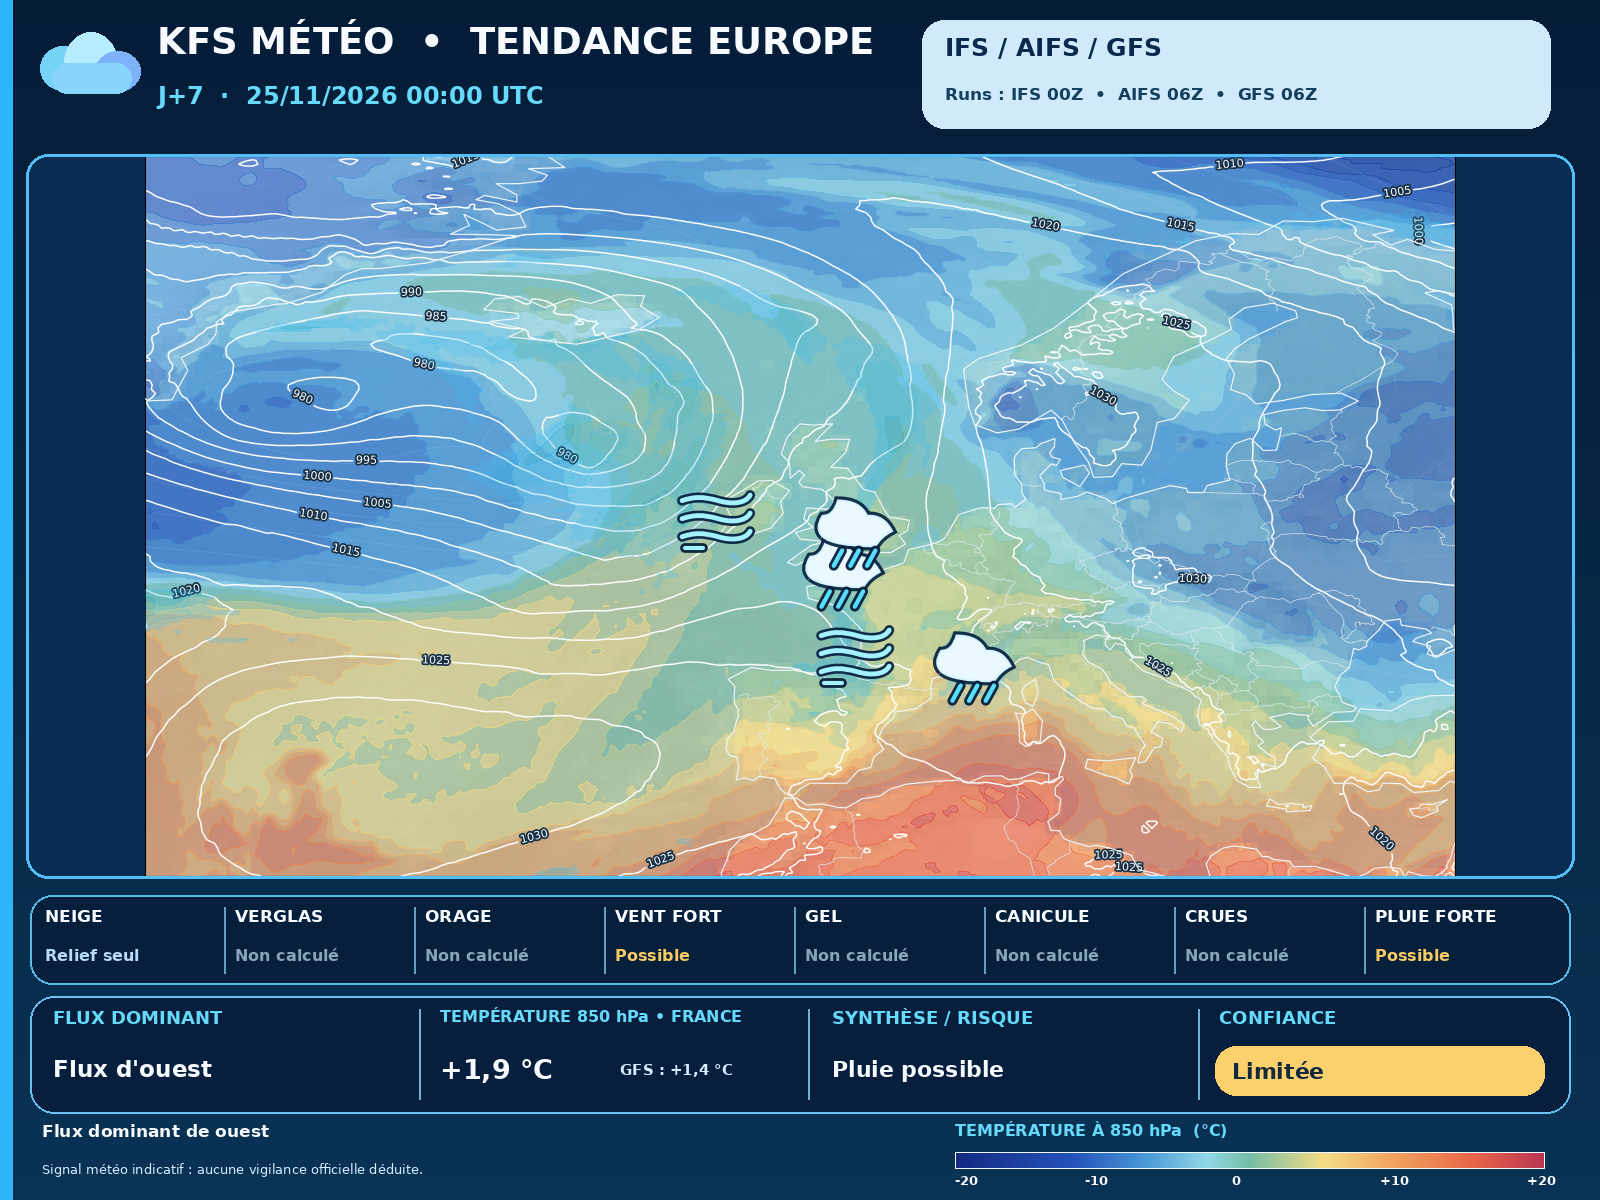 KFS MÉTÉO • TENDANCE EUROPE
J+7 · 25/11/2026 00:00 UTC
IFS / AIFS / GFS
Runs : IFS 00Z • AIFS 06Z • GFS 06Z
1010
1005
1000
1020
1015
990
985
1025
980
980
1030
980
995
1000
1005
1010
1015
1020
1030
1025
1025
1030
1025
1020
1025
1025
NEIGE
Relief seul
VERGLAS
Non calculé
ORAGE
Non calculé
VENT FORT
Possible
GEL
Non calculé
CANICULE
Non calculé
CRUES
Non calculé
PLUIE FORTE
Possible
FLUX DOMINANT
Flux d'ouest
TEMPÉRATURE 850 hPa • FRANCE
+1,9 °C GFS : +1,4 °C
SYNTHÈSE / RISQUE
Pluie possible
CONFIANCE
Limitée
Flux dominant de ouest
Signal météo indicatif : aucune vigilance officielle déduite.
TEMPÉRATURE À 850 hPa (°C)
-20 -10 0 +10 +20